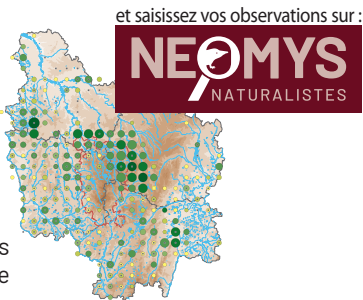 et saisissez vos observations sur :
NEOMYS
NATURALISTES
s
e